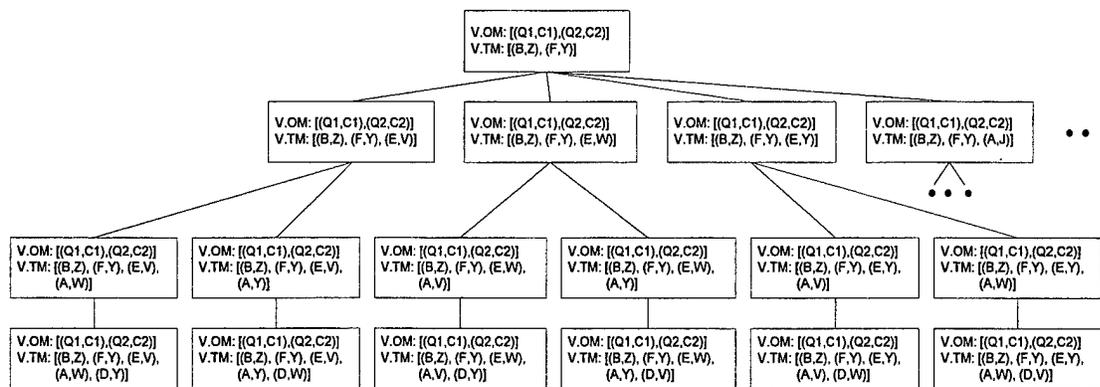 V.OM: [(Q1,C1),(Q2,C2)]
V.TM: [(B,Z), (F,Y)]
V.OM: [(Q1,C1),(Q2,C2)]
V.TM: [(B,Z), (F,Y), (E,V)]
V.OM: [(Q1,C1),(Q2,C2)]
V.TM: [(B,Z), (F,Y), (E,W)]
V.OM: [(Q1,C1),(Q2,C2)]
V.TM: [(B,Z), (F,Y), (E,Y)]
V.OM: [(Q1,C1),(Q2,C2)]
V.TM: [(B,Z), (F,Y), (A,J)]
V.OM: [(Q1,C1),(Q2,C2)]
V.TM: [(B,Z), (F,Y), (E,V),
(A,W)]
V.OM: [(Q1,C1),(Q2,C2)]
V.TM: [(B,Z), (F,Y), (E,V),
(A,Y)]
V.OM: [(Q1,C1),(Q2,C2)]
V.TM: [(B,Z), (F,Y), (E,W),
(A,V)]
V.OM: [(Q1,C1),(Q2,C2)]
V.TM: [(B,Z), (F,Y), (E,W),
(A,Y)]
V.OM: [(Q1,C1),(Q2,C2)]
V.TM: [(B,Z), (F,Y), (E,Y),
(A,V)]
V.OM: [(Q1,C1),(Q2,C2)]
V.TM: [(B,Z), (F,Y), (E,Y),
(A,W)]
V.OM: [(Q1,C1),(Q2,C2)]
V.TM: [(B,Z), (F,Y), (E,V),
(A,W), (D,Y)]
V.OM: [(Q1,C1),(Q2,C2)]
V.TM: [(B,Z), (F,Y), (E,V),
(A,Y), (D,W)]
V.OM: [(Q1,C1),(Q2,C2)]
V.TM: [(B,Z), (F,Y), (E,W),
(A,V), (D,Y)]
V.OM: [(Q1,C1),(Q2,C2)]
V.TM: [(B,Z), (F,Y), (E,W),
(A,Y), (D,V)]
V.OM: [(Q1,C1),(Q2,C2)]
V.TM: [(B,Z), (F,Y), (E,Y),
(A,V), (D,W)]
V.OM: [(Q1,C1),(Q2,C2)]
V.TM: [(B,Z), (F,Y), (E,Y),
(A,W), (D,V)]